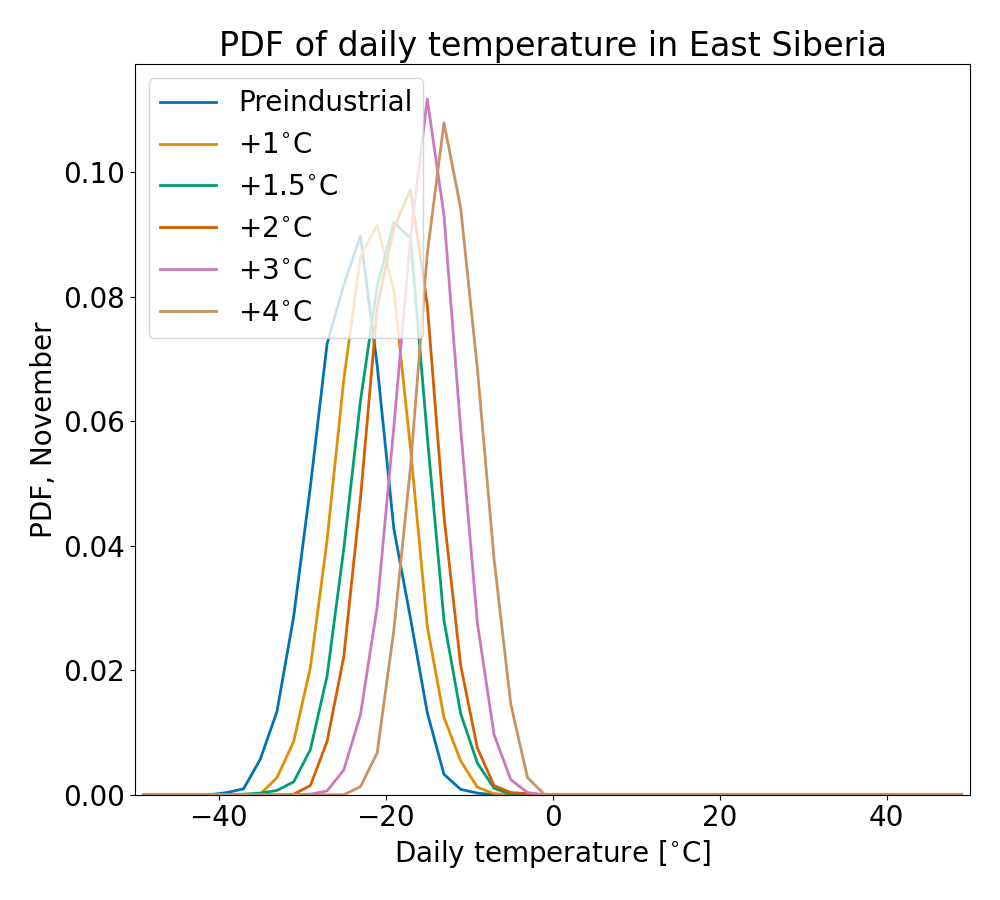 PDF of daily temperature in East Siberia
Preindustrial
+1°C
+1.5°C
+2°C
+3°C
+4°C
PDF, November
0.10
0.08
0.06
0.04
0.02
0.00
−40 −20 0 20 40
Daily temperature [°C]